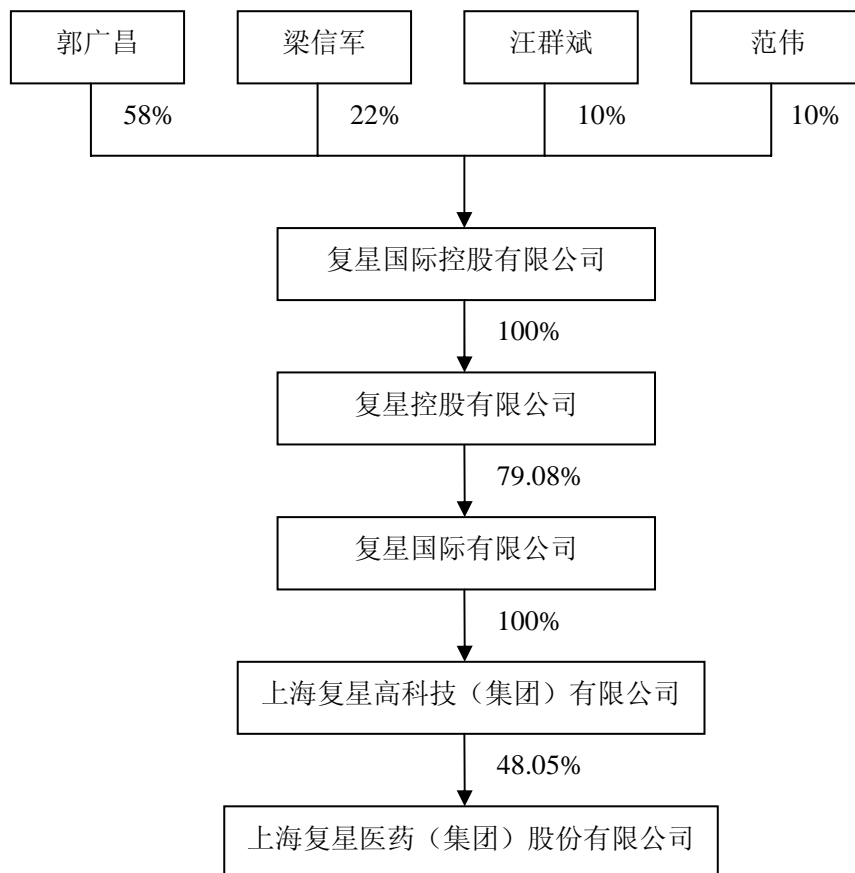 郭广昌
梁信军
汪群斌
范伟
58%
22%
10%
10%
复星国际控股有限公司
100%
复星控股有限公司
79.08%
复星国际有限公司
100%
上海复星高科技（集团）有限公司
48.05%
上海复星医药（集团）股份有限公司